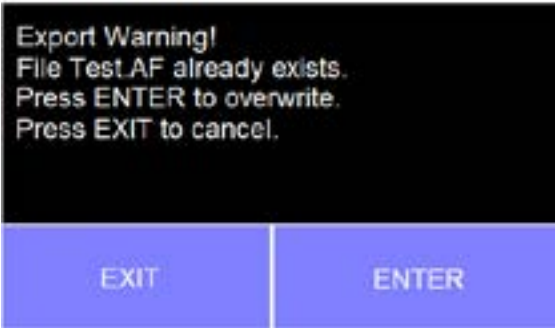 Export Warning!
File Test.AF already exists.
Press ENTER to overwrite.
Press EXIT to cancel.
EXIT
ENTER